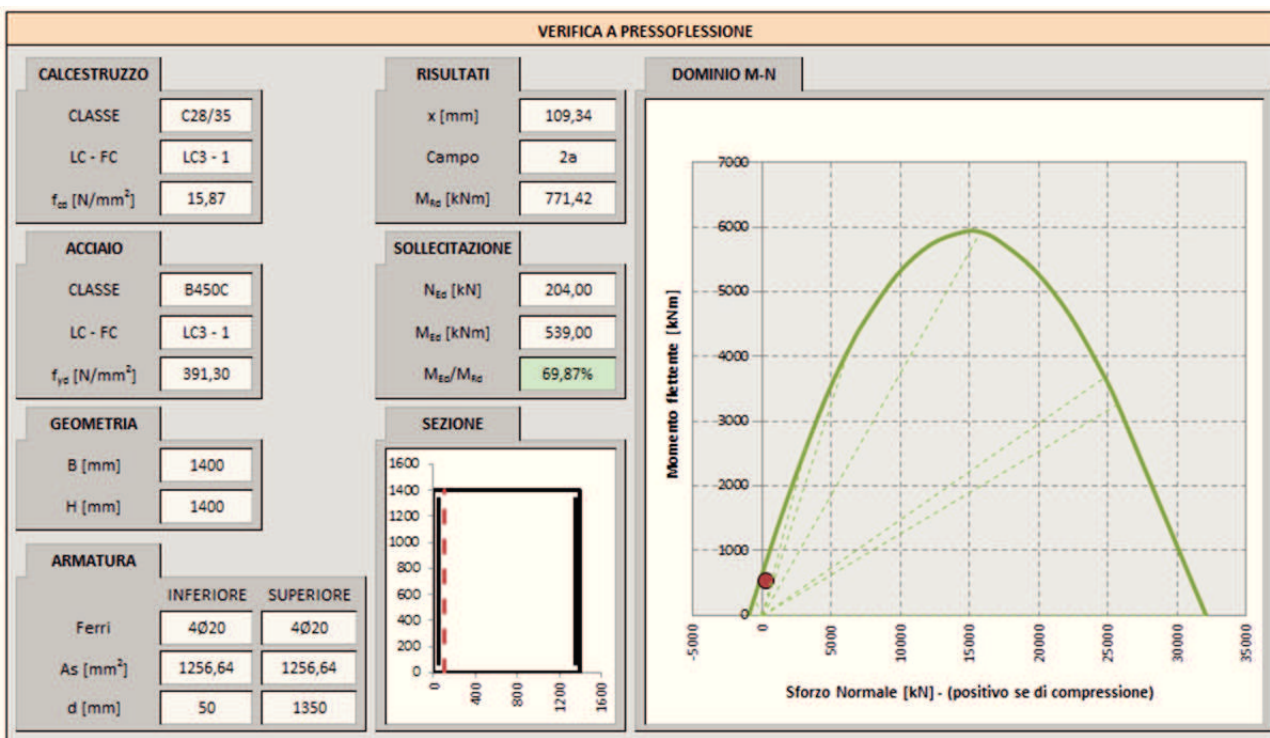 VERIFICA A PRESSOFLESSIONE
CALCESTRUZZO
CLASSE C28/35
LC - FC LC3 - 1
fcd [N/mm²] 15,87
ACCIAIO
CLASSE B450C
LC - FC LC3 - 1
fyd [N/mm²] 391,30
GEOMETRIA
B [mm] 1400
H [mm] 1400
ARMATURA
INFERIORE SUPERIORE
Ferri 4Ø20 4Ø20
As [mm²] 1256,64 1256,64
d [mm] 50 1350
RISULTATI
x [mm] 109,34
Campo 2a
MRd [kNm] 771,42
SOLLECITAZIONE
NEd [kN] 204,00
MEd [kNm] 539,00
MEd/MRd 69,87%
SEZIONE
1600
1400
1200
1000
800
600
400
200
0
0 400 800 1200 1600
DOMINIO M-N
Momento flettente [kNm]
7000
6000
5000
4000
3000
2000
1000
0
-5000 0 5000 10000 15000 20000 25000 30000 35000
Sforzo Normale [kN] - (positivo se di compressione)